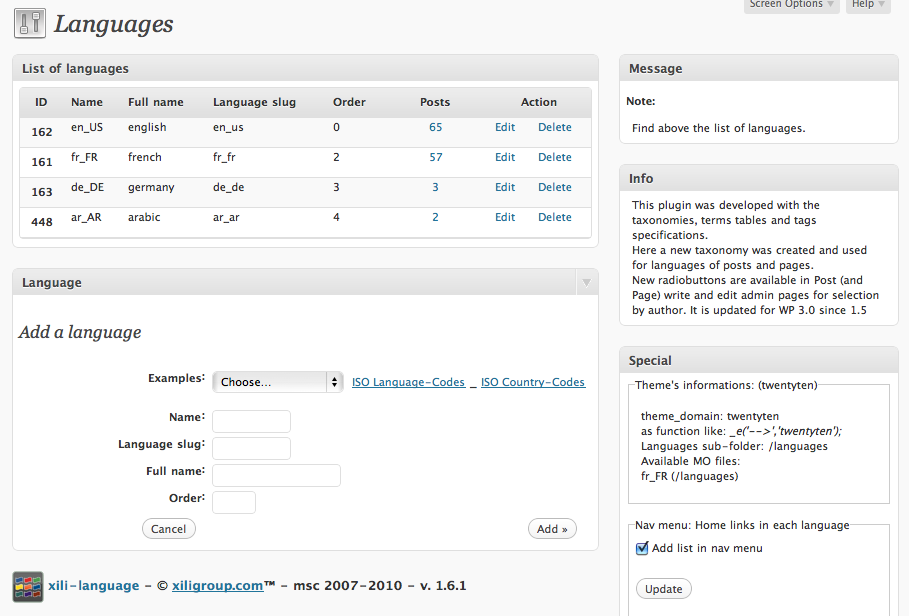 Screen Options Help
Languages
List of languages
ID Name Full name Language slug Order Posts Action
162 en_US english en_us 0 65 Edit Delete
161 fr_FR french fr_fr 2 57 Edit Delete
163 de_DE germany de_de 3 3 Edit Delete
448 ar_AR arabic ar_ar 4 2 Edit Delete
Language
Add a language
Examples: Choose... ISO Language-Codes _ ISO Country-Codes
Name:
Language slug:
Full name:
Order:
Cancel Add »
xili-language - © xiligroup.com™ - msc 2007-2010 - v. 1.6.1
Message
Note:
Find above the list of languages.
Info
This plugin was developed with the
taxonomies, terms tables and tags
specifications.
Here a new taxonomy was created and used
for languages of posts and pages.
New radiobuttons are available in Post (and
Page) write and edit admin pages for selection
by author. It is updated for WP 3.0 since 1.5
Special
Theme's informations: (twentyten)
theme_domain: twentyten
as function like: _e('-->','twentyten');
Languages sub-folder: /languages
Available MO files:
fr_FR (/languages)
Nav menu: Home links in each language
Add list in nav menu
Update